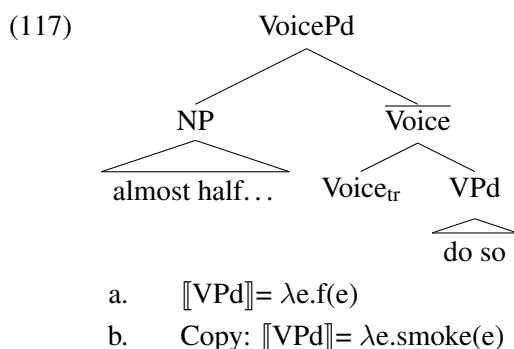 (117) VoicePd
NP Voice
almost half… Voicetr VPd
do so
a. ⟦VPd⟧= λe.f(e)
b. Copy: ⟦VPd⟧= λe.smoke(e)